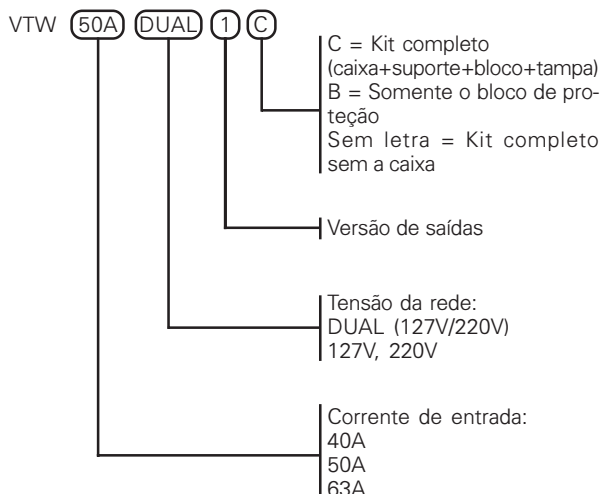 VTW 50A DUAL 1 C
C = Kit completo
(caixa+suporte+bloco+tampa)
B = Somente o bloco de pro-
teção
Sem letra = Kit completo
sem a caixa
Versão de saídas
Tensão da rede:
DUAL (127V/220V)
127V, 220V
Corrente de entrada:
40A
50A
63A